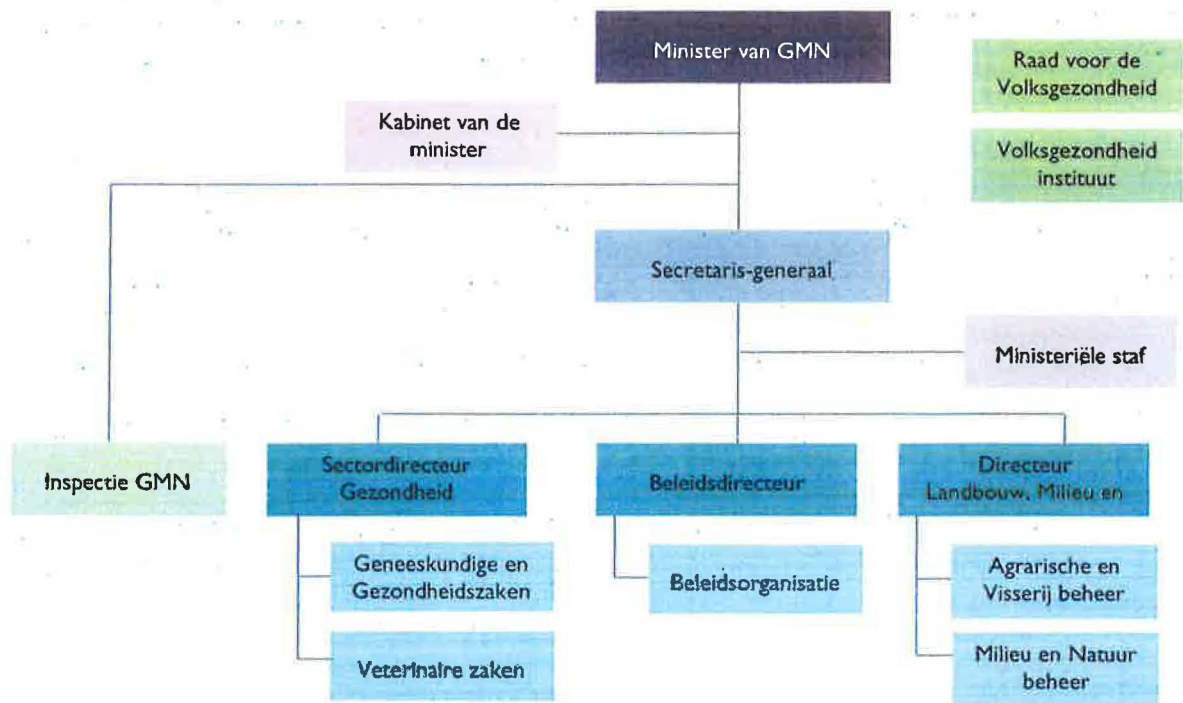 Minister van GMN
Raad voor de
Volksgezondheid
Kabinet van de
minister
Volksgezondheid
instituut
Secretaris-generaal
Ministeriële staf
Inspectie GMN
Sectordirecteur
Gezondheid
Beleidsdirecteur
Directeur
Landbouw, Milieu en
Geneeskundige en
Gezondheidszaken
Beleidsorganisatie
Agrarische en
Visserij beheer
Veterinaire zaken
Milieu en Natuur
beheer